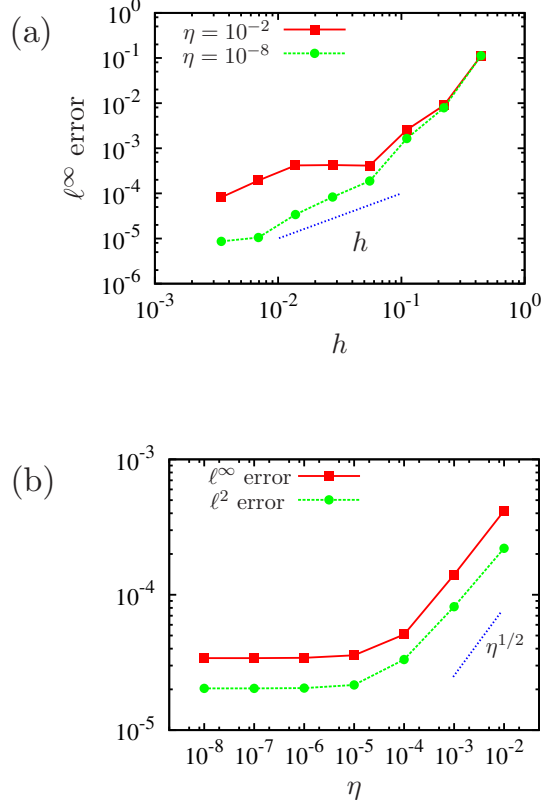 (a)
10^0
10^-1
10^-2
10^-3
10^-4
10^-5
10^-6
ℓ^∞ error
η = 10^-2
η = 10^-8
h
10^-3 10^-2 10^-1 10^0
h
(b)
10^-3
10^-4
10^-5
ℓ^∞ error
ℓ^2 error
η^1/2
10^-8 10^-7 10^-6 10^-5 10^-4 10^-3 10^-2
η